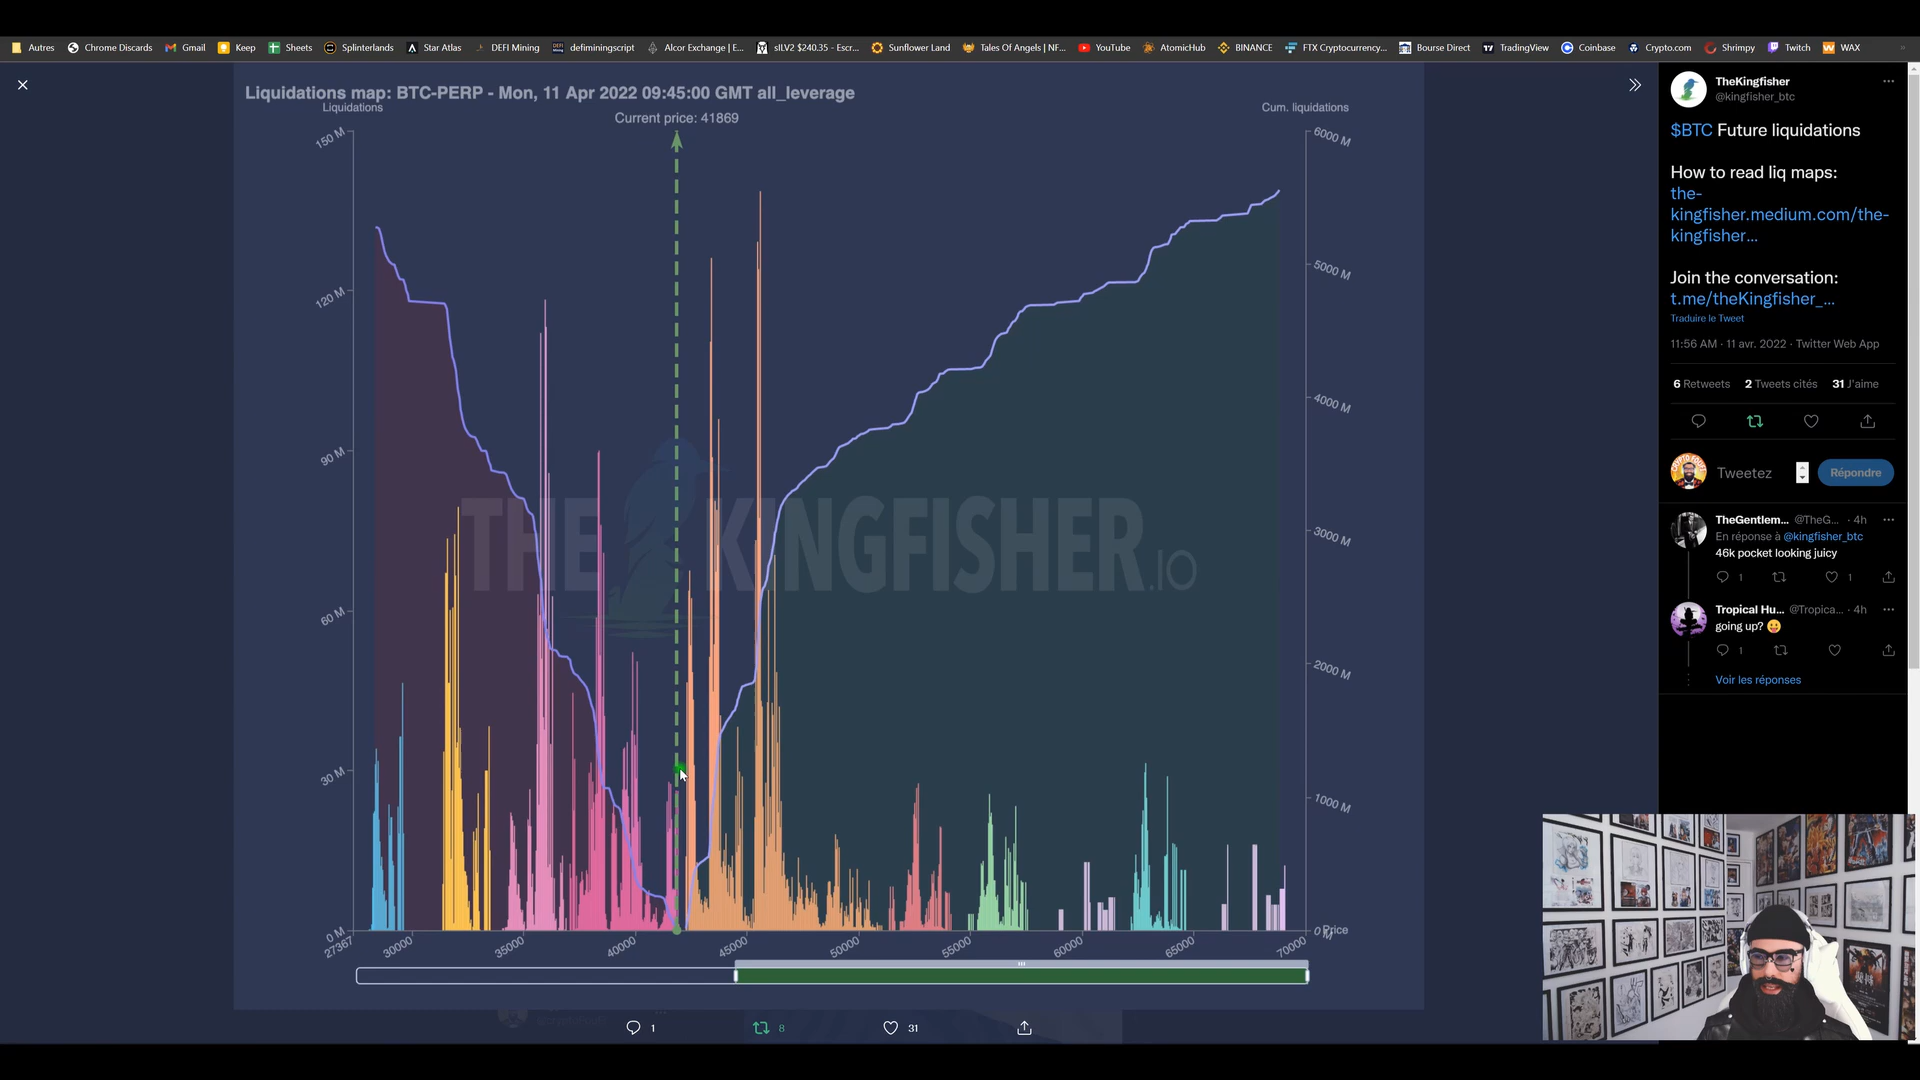 Autres Chrome Discards Gmail Keep Sheets Splinterlands Star Atlas DEFI Mining defiminingscript Alcor Exchange | E... sILV2 $240.35 - Escr... Sunflower Land Tales Of Angels | NF... YouTube AtomicHub BINANCE FTX Cryptocurrency... Bourse Direct TradingView Coinbase Crypto.com Shrimpy Twitch WAX »
Liquidations map: BTC-PERP - Mon, 11 Apr 2022 09:45:00 GMT all_leverage
Liquidations
Cum. liquidations
Current price: 41869
150 M
120 M
90 M
60 M
30 M
0 M
6000 M
5000 M
4000 M
3000 M
2000 M
1000 M
0 M
Price
27367 30000 35000 40000 45000 50000 55000 60000 65000 70000
THE KINGFISHER.io
1 8 31
TheKingfisher
@kingfisher_btc
$BTC Future liquidations
How to read liq maps:
the-
kingfisher.medium.com/the-
kingfisher...
Join the conversation:
t.me/theKingfisher_...
Traduire le Tweet
11:56 AM · 11 avr. 2022 · Twitter Web App
6 Retweets 2 Tweets cités 31 J'aime
Tweetez Répondre
TheGentlem... @TheG... · 4h
En réponse à @kingfisher_btc
46k pocket looking juicy
1 1
Tropical Hu... @Tropica... · 4h
going up? 😛
1
Voir les réponses